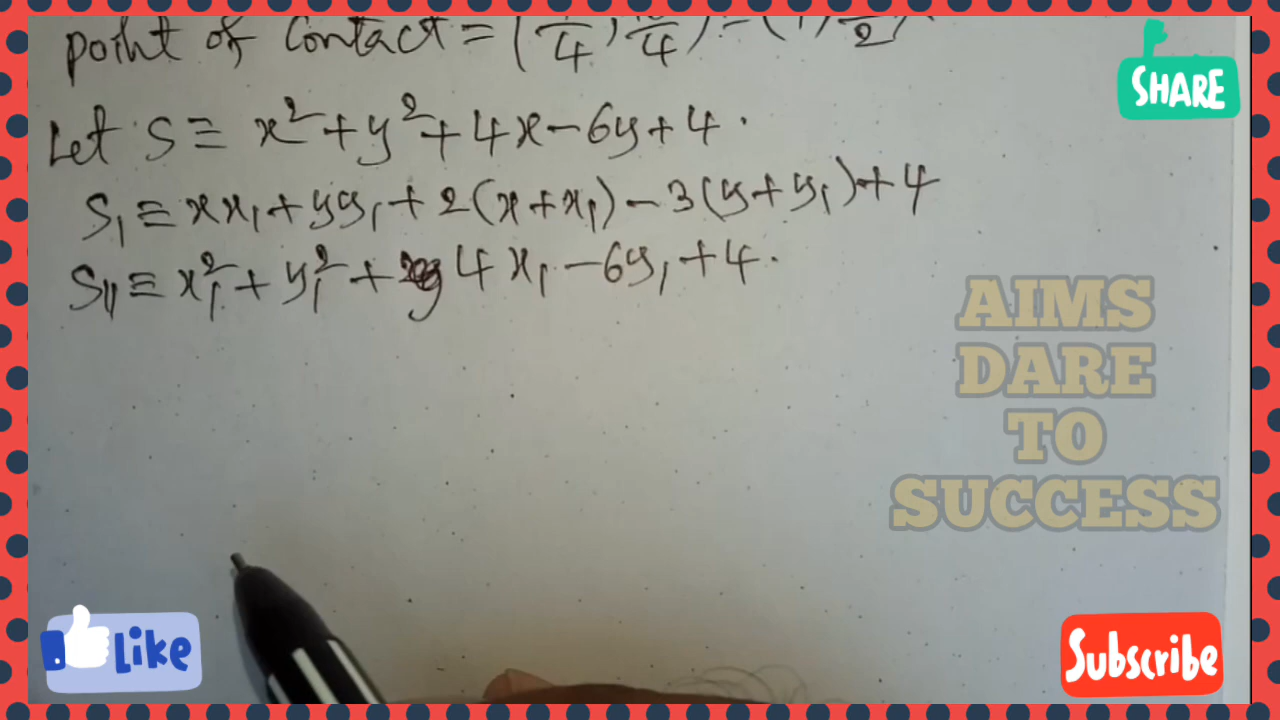 Point of Contact = ( /4, /4) = (1, /2)
Let S ≡ x² + y² + 4x - 6y + 4.
S₁ ≡ xx₁ + yy₁ + 2(x + x₁) - 3(y + y₁) + 4
S₁₁ ≡ x₁² + y₁² + 4x₁ - 6y₁ + 4.
SHARE
AIMS
DARE
TO
SUCCESS
Like
Subscribe